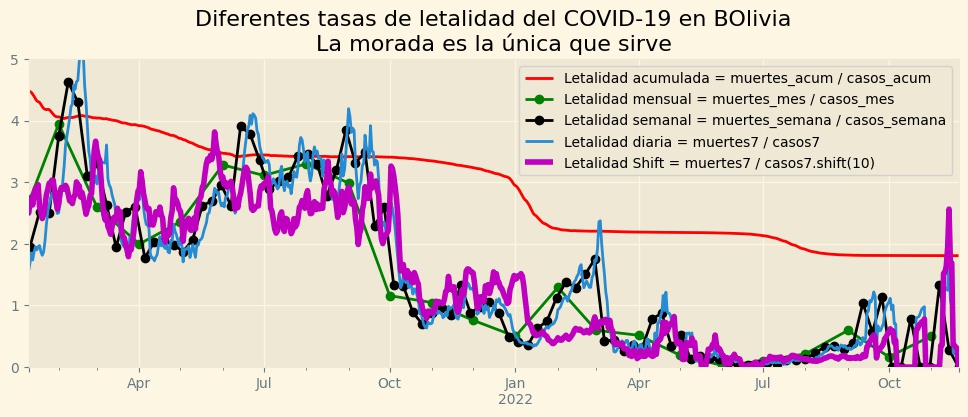 Diferentes tasas de letalidad del COVID-19 en BOlivia
La morada es la única que sirve
Letalidad acumulada = muertes_acum / casos_acum
Letalidad mensual = muertes_mes / casos_mes
Letalidad semanal = muertes_semana / casos_semana
Letalidad diaria = muertes7 / casos7
Letalidad Shift = muertes7 / casos7.shift(10)
5
4
3
2
1
0
Apr
Jul
Oct
Jan
2022
Apr
Jul
Oct